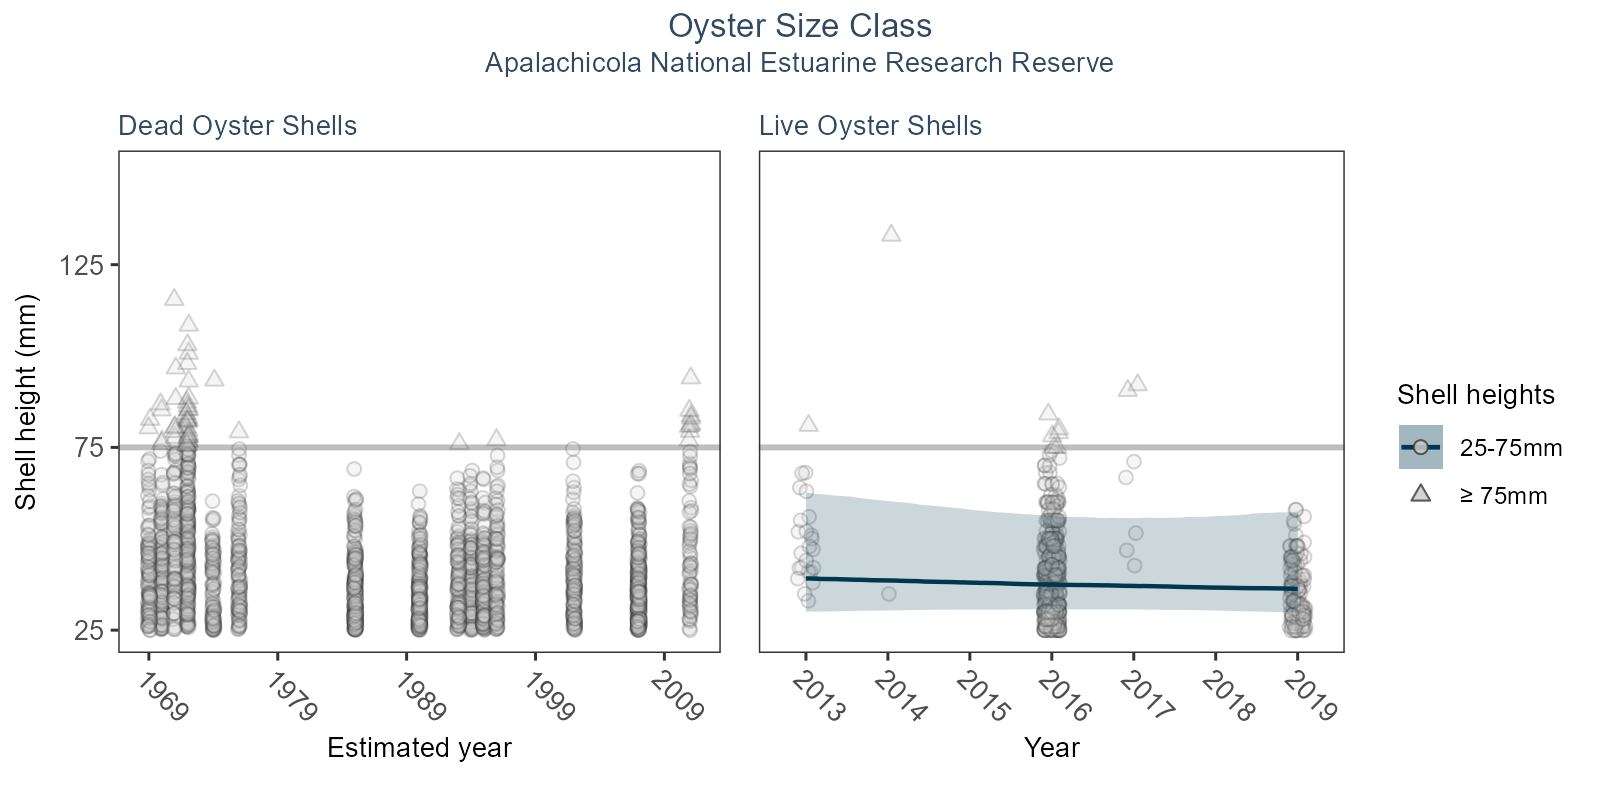 Oyster Size Class
Apalachicola National Estuarine Research Reserve
Dead Oyster Shells
Live Oyster Shells
Shell height (mm)
125
75
25
1969
1979
1989
1999
2009
Estimated year
2013
2014
2015
2016
2017
2018
2019
Year
Shell heights
25-75mm
≥ 75mm